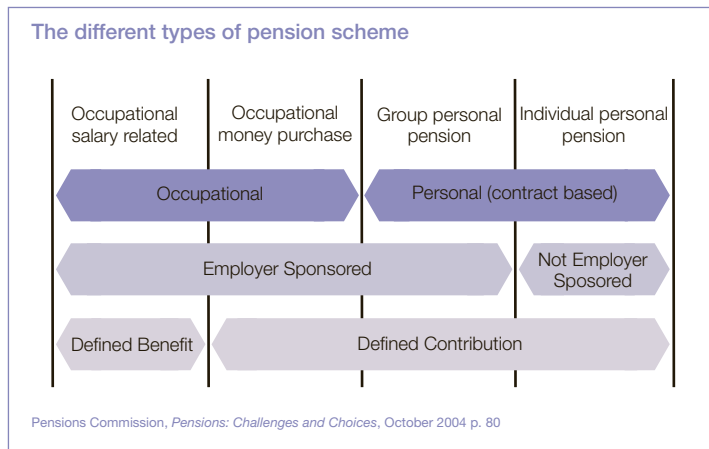 The different types of pension scheme
Occupational
salary related
Occupational
money purchase
Group personal
pension
Individual personal
pension
Occupational
Personal (contract based)
Employer Sponsored
Not Employer
Sposored
Defined Benefit
Defined Contribution
Pensions Commission, Pensions: Challenges and Choices, October 2004 p. 80